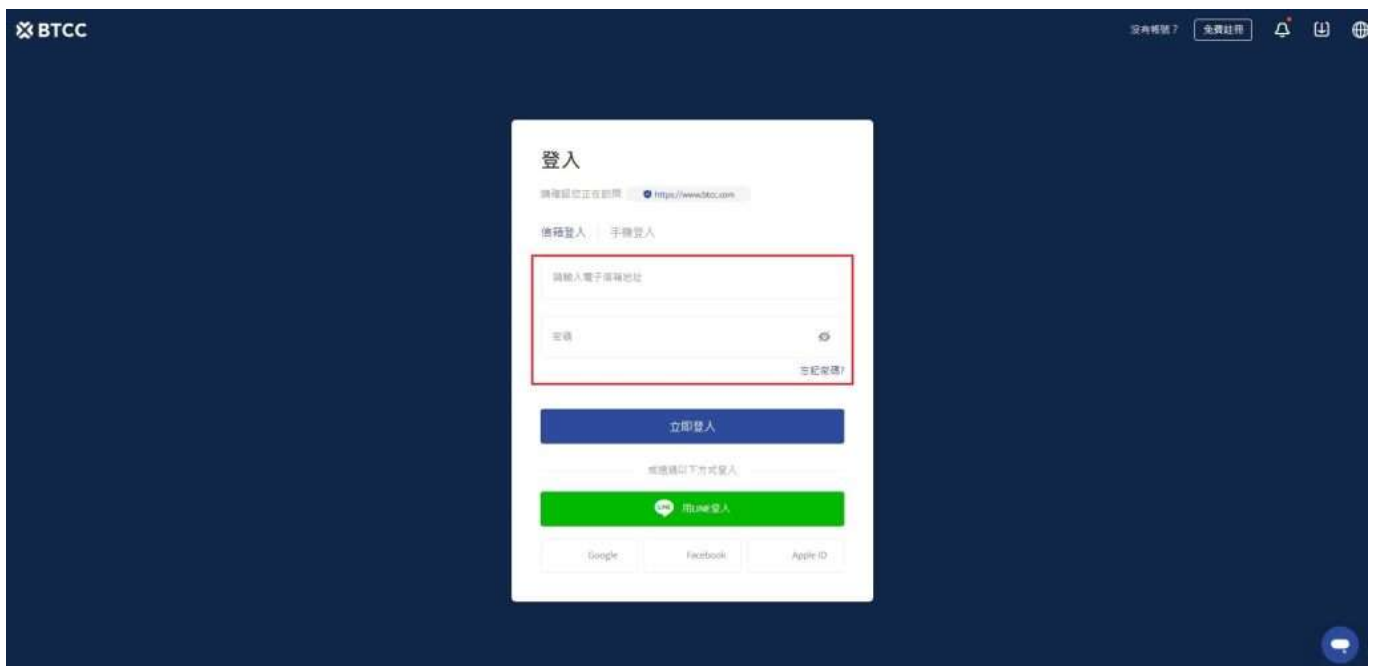 BTCC
沒有帳號？ 免費註冊
登入
請確認您正在訪問 https://www.btcc.com
信箱登入 手機登入
請輸入電子信箱地址
密碼
忘記密碼?
立即登入
或透過以下方式登入
LINE 用LINE登入
Google Facebook Apple ID